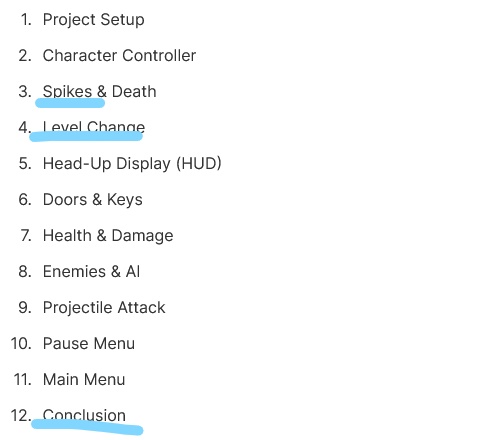 1. Project Setup
2. Character Controller
3. Spikes & Death
4. Level Change
5. Head-Up Display (HUD)
6. Doors & Keys
7. Health & Damage
8. Enemies & AI
9. Projectile Attack
10. Pause Menu
11. Main Menu
12. Conclusion